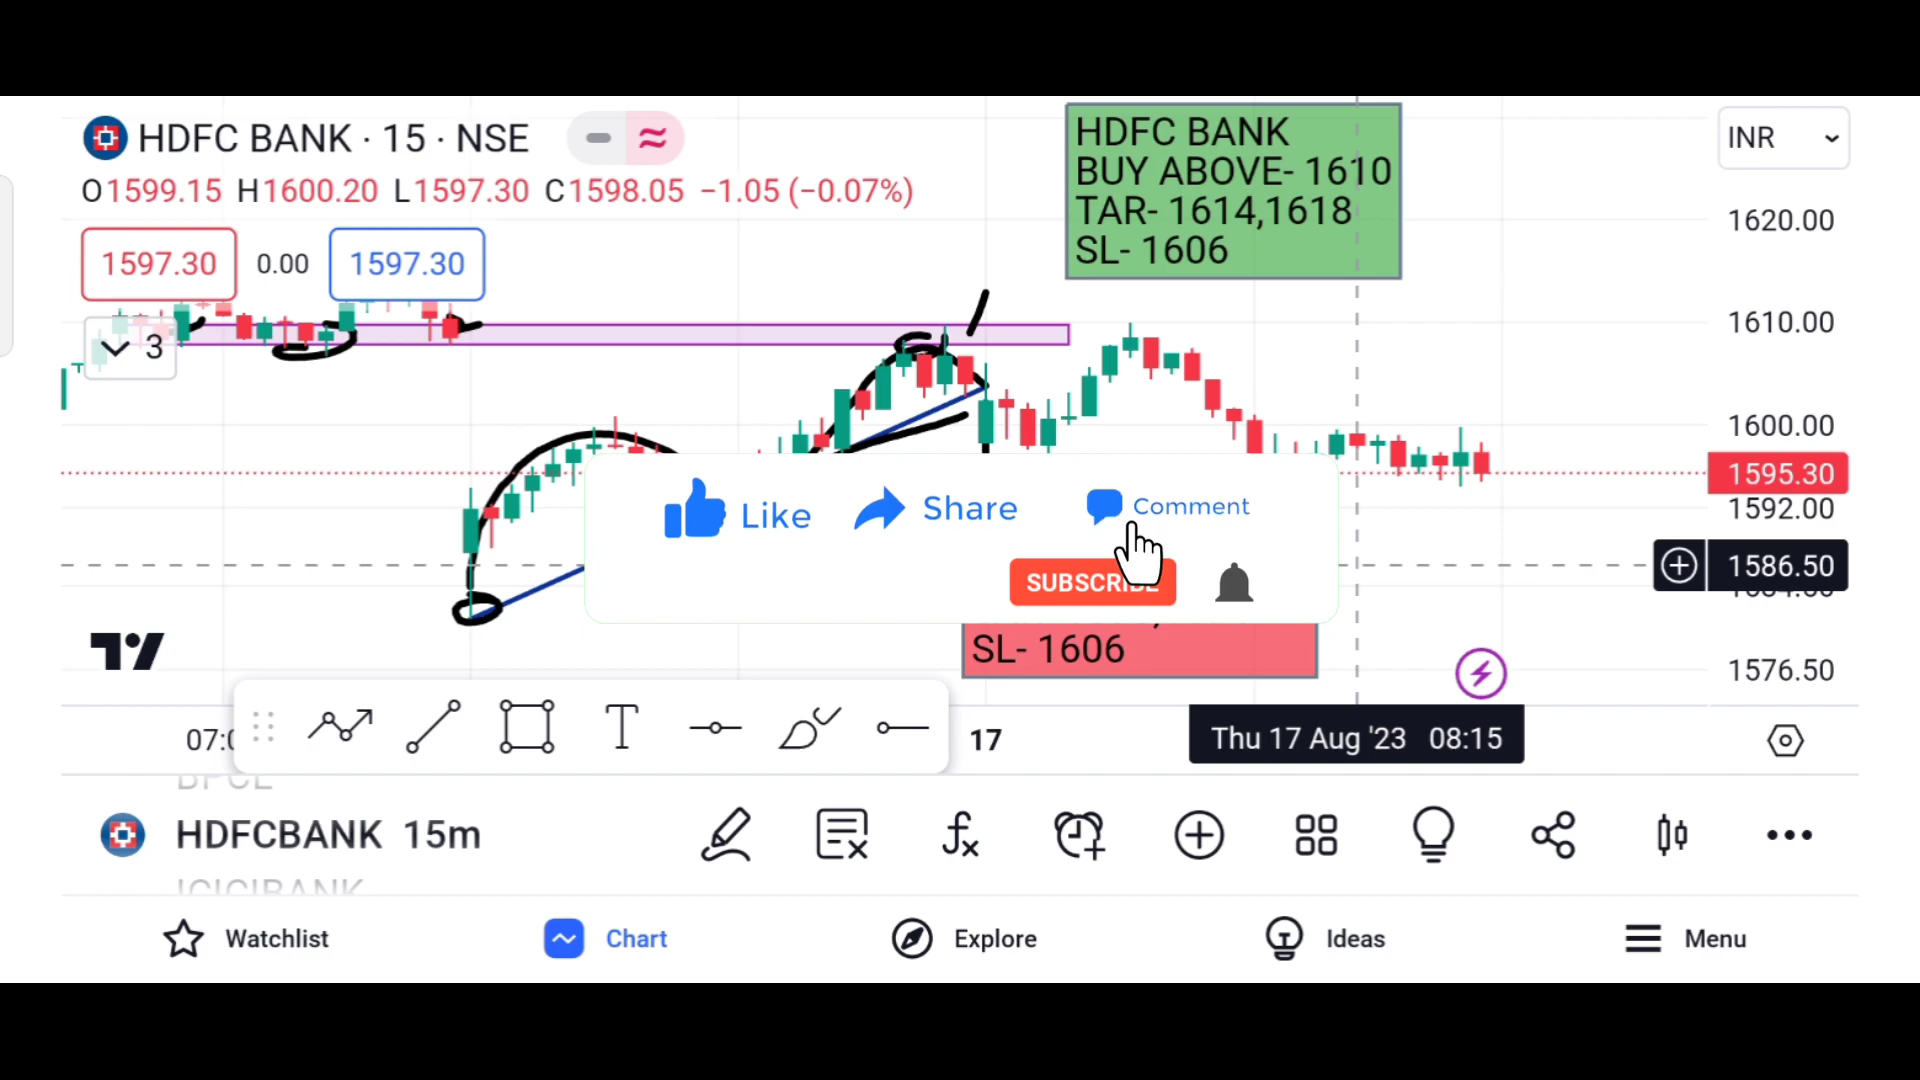 HDFC BANK · 15 · NSE
O1599.15 H1600.20 L1597.30 C1598.05 −1.05 (−0.07%)
1597.30 0.00 1597.30
3
HDFC BANK
BUY ABOVE- 1610
TAR- 1614,1618
SL- 1606
INR
1620.00
1610.00
1600.00
1595.30
1592.00
1586.50
1576.50
Like
Share
Comment
SUBSCRIBE
SL- 1606
17
Thu 17 Aug '23 08:15
BPCL
HDFCBANK 15m
ICICIBANK
Watchlist
Chart
Explore
Ideas
Menu